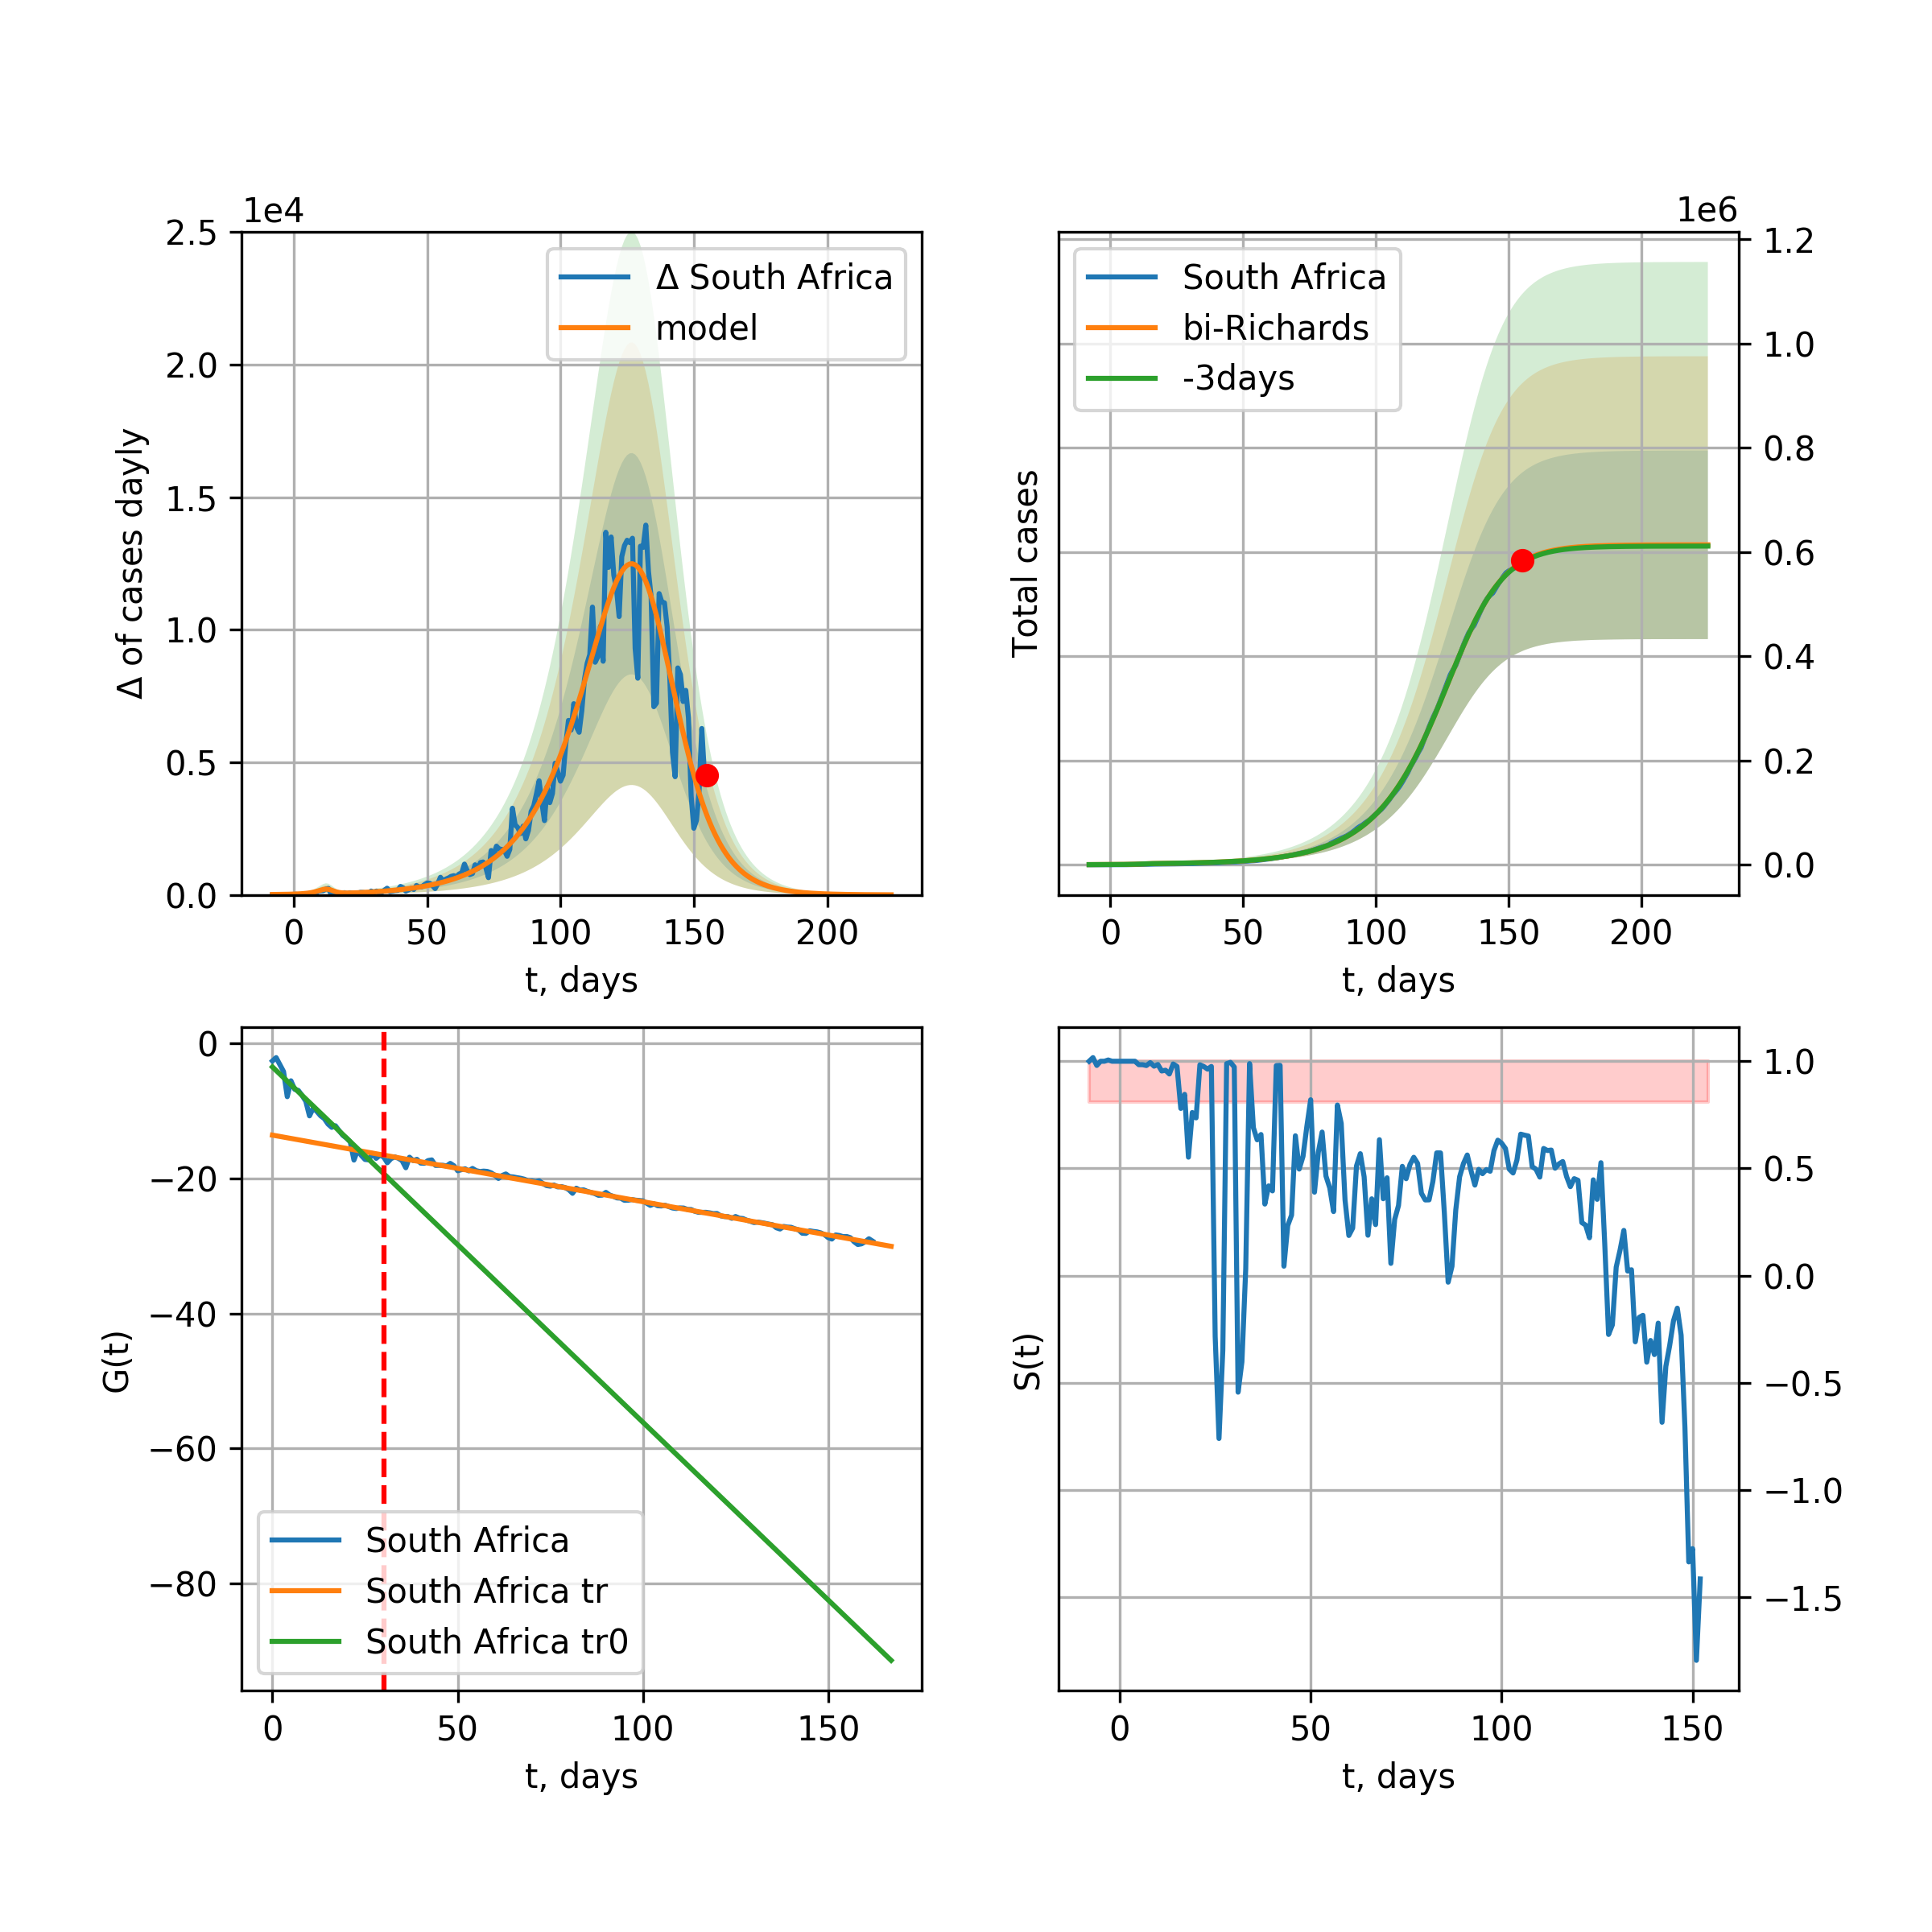 1e4
2.5
2.0
1.5
1.0
0.5
0.0
Δ of cases dayly
Δ South Africa
model
0 50 100 150 200
t, days
1e6
1.2
1.0
0.8
0.6
0.4
0.2
0.0
Total cases
South Africa
bi-Richards
-3days
0 50 100 150 200
t, days
0
−20
−40
−60
−80
G(t)
South Africa
South Africa tr
South Africa tr0
0 50 100 150
t, days
1.0
0.5
0.0
−0.5
−1.0
−1.5
S(t)
0 50 100 150
t, days